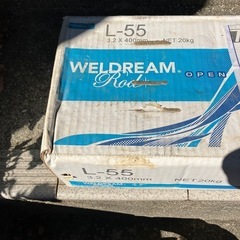 L-55
3.2 X 400mm NET 20kg
WELDREAM
Rod
OPEN
L-55
3.2 X 400mm NET 20kg